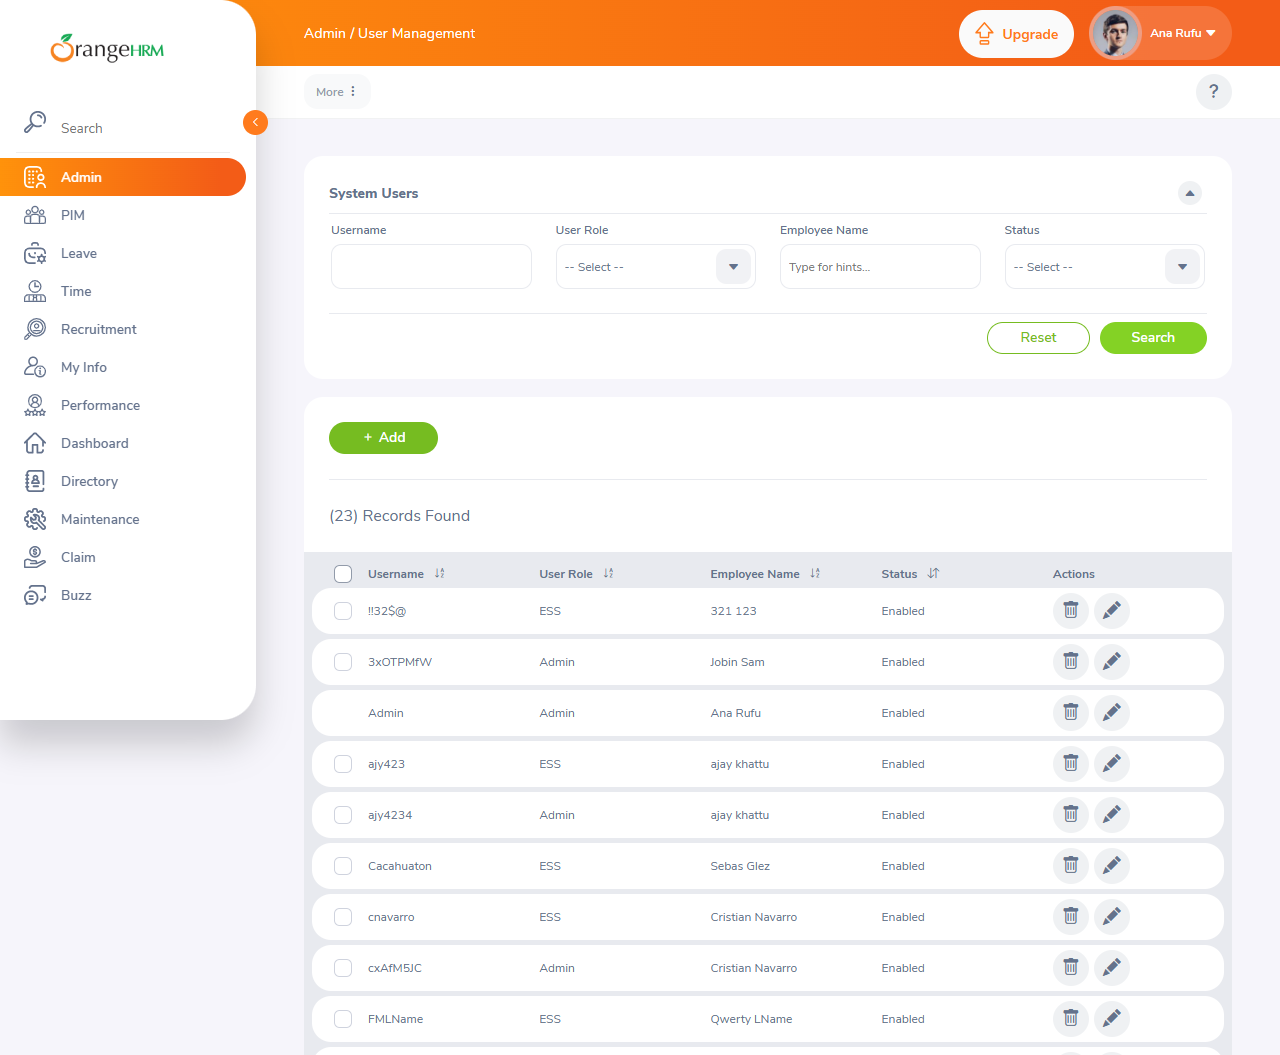 OrangeHRM
Admin / User Management
Upgrade
Ana Rufu
Search
Admin
PIM
Leave
Time
Recruitment
My Info
Performance
Dashboard
Directory
Maintenance
Claim
Buzz
More
?
System Users
Username User Role Employee Name Status
-- Select -- Type for hints... -- Select --
Reset Search
+ Add
(23) Records Found
Username User Role Employee Name Status Actions
!!32$@ ESS 321 123 Enabled
3xOTPMfW Admin Jobin Sam Enabled
Admin Admin Ana Rufu Enabled
ajy423 ESS ajay khattu Enabled
ajy4234 Admin ajay khattu Enabled
Cacahuaton ESS Sebas Glez Enabled
cnavarro ESS Cristian Navarro Enabled
cxAfM5JC Admin Cristian Navarro Enabled
FMLName ESS Qwerty LName Enabled